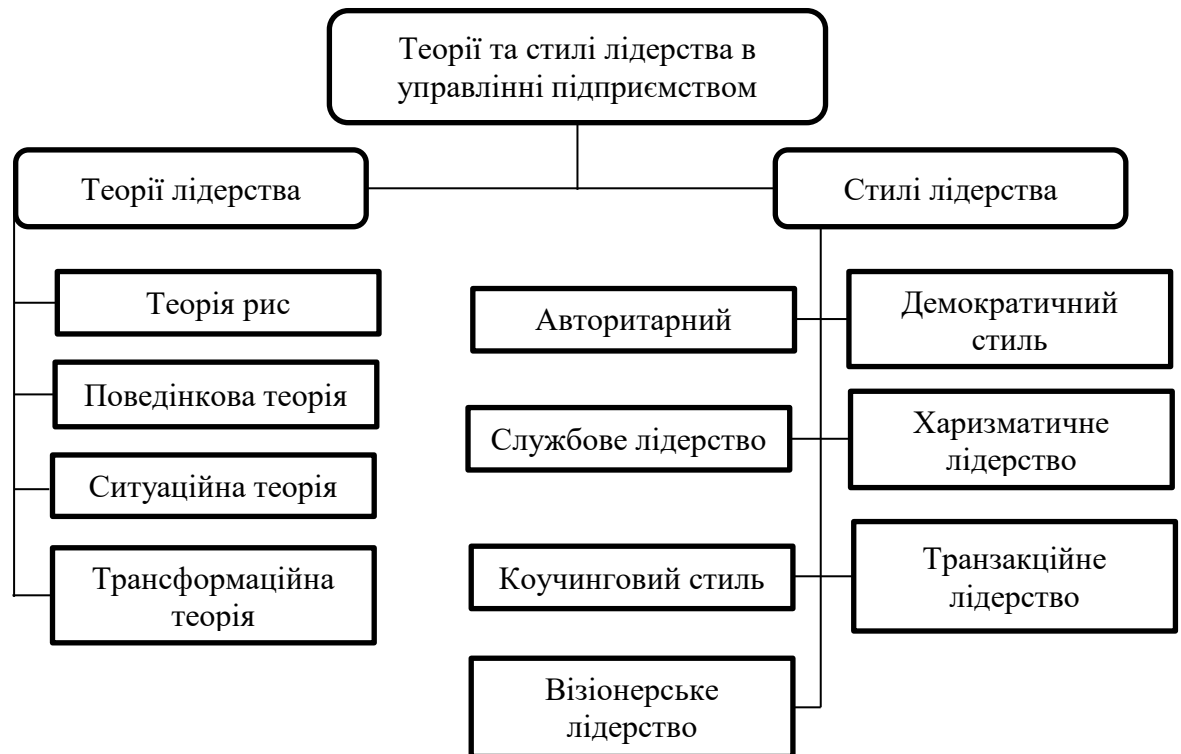 Теорії та стилі лідерства в
управлінні підприємством
Теорії лідерства
Стилі лідерства
Теорія рис
Поведінкова теорія
Ситуаційна теорія
Трансформаційна
теорія
Авторитарний
Демократичний
стиль
Службове лідерство
Харизматичне
лідерство
Коучинговий стиль
Транзакційне
лідерство
Візіонерське
лідерство